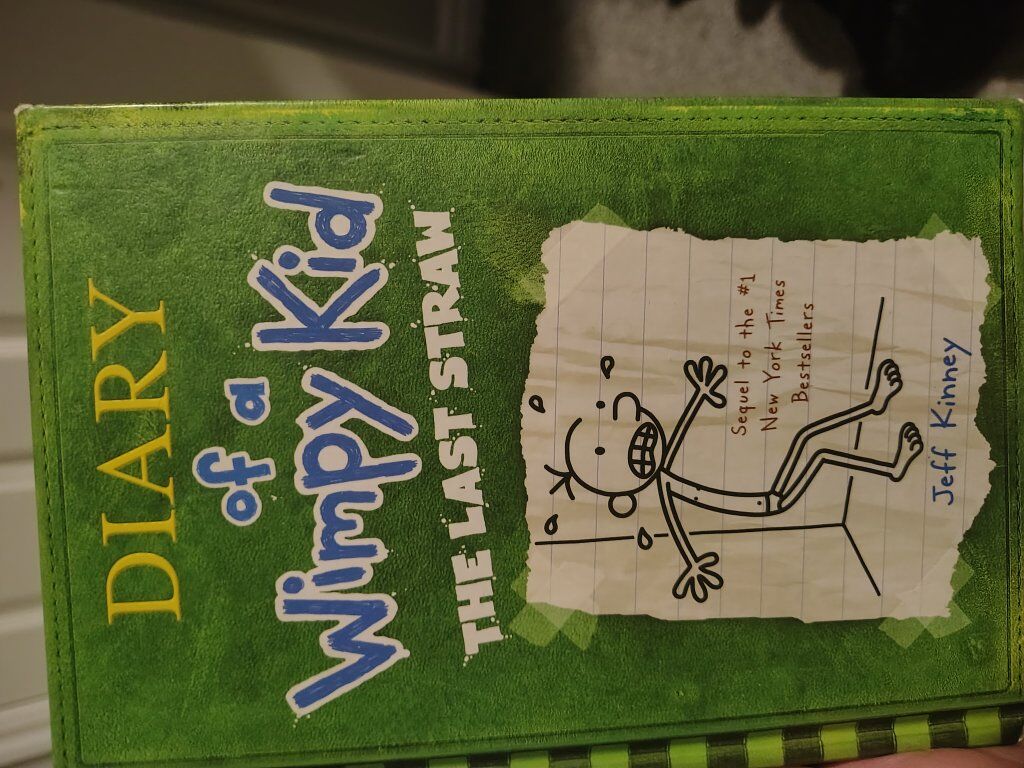 DIARY
of a
Wimpy Kid
THE LAST STRAW
Sequel to the #1
New York Times
Bestsellers
Jeff Kinney